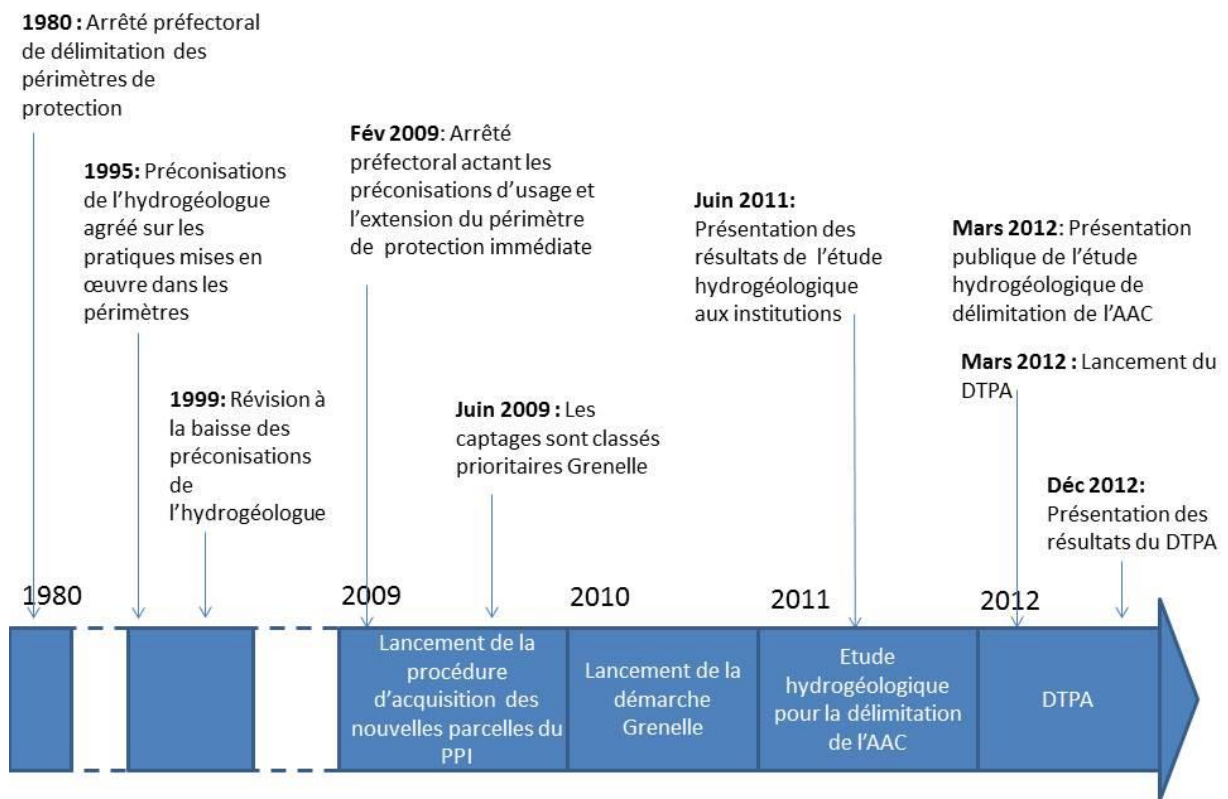 1980 : Arrêté préfectoral
de délimitation des
périmètres de
protection
1995: Préconisations
de l'hydrogéologue
agréé sur les
pratiques mises en
œuvre dans les
périmètres
1999: Révision à
la baisse des
préconisations
de
l'hydrogéologue
Fév 2009: Arrêté
préfectoral actant les
préconisations d'usage et
l'extension du périmètre
de protection immédiate
Juin 2009 : Les
captages sont classés
prioritaires Grenelle
Juin 2011:
Présentation des
résultats de l'étude
hydrogéologique
aux institutions
Mars 2012: Présentation
publique de l'étude
hydrogéologique de
délimitation de l'AAC
Mars 2012 : Lancement du
DTPA
Déc 2012:
Présentation des
résultats du DTPA
1980
2009
2010
2011
2012
Lancement de la
procédure
d'acquisition des
nouvelles parcelles du
PPI
Lancement de la
démarche
Grenelle
Etude
hydrogéologique
pour la délimitation
de l'AAC
DTPA